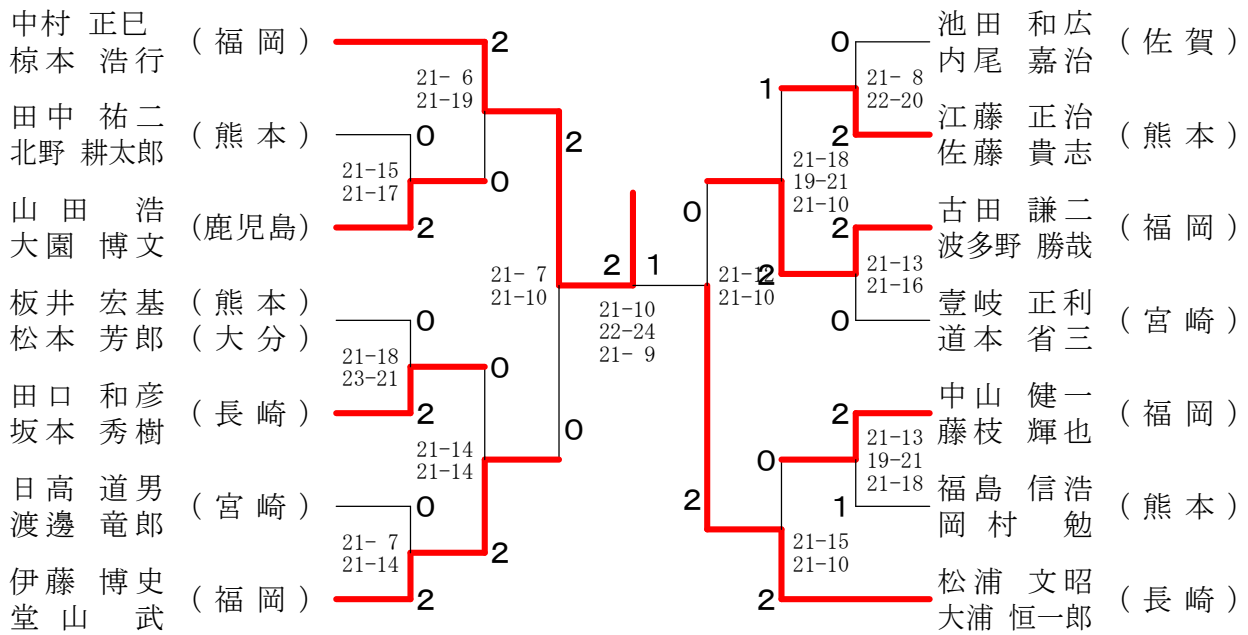 中村 正巳
椋本 浩行
(福岡)
2
21- 6
21-19
田中 祐二
北野 耕太郎
(熊本)
0
21-15
21-17
0
2
山田 浩
大園 博文
(鹿児島)
2
21- 7
21-10
板井 宏基 (熊本)
松本 芳郎 (大分)
0
21-18
23-21
0
田口 和彦
坂本 秀樹
(長崎)
2
21-14
21-14
0
日高 道男
渡邊 竜郎
(宮崎)
0
21- 7
21-14
2
伊藤 博史
堂山 武
(福岡)
2
2
1
21-10
22-24
21- 9
0
池田 和広
内尾 嘉治
(佐賀)
21- 8
22-20
1
2
江藤 正治
佐藤 貴志
(熊本)
21-18
19-21
21-10
0
2
古田 謙二
波多野 勝哉
(福岡)
21-13
21-16
2
21-12
21-10
0
壹岐 正利
道本 省三
(宮崎)
2
中山 健一
藤枝 輝也
(福岡)
21-13
19-21
21-18
0
1
福島 信浩
岡村 勉
(熊本)
2
21-15
21-10
2
松浦 文昭
大浦 恒一郎
(長崎)